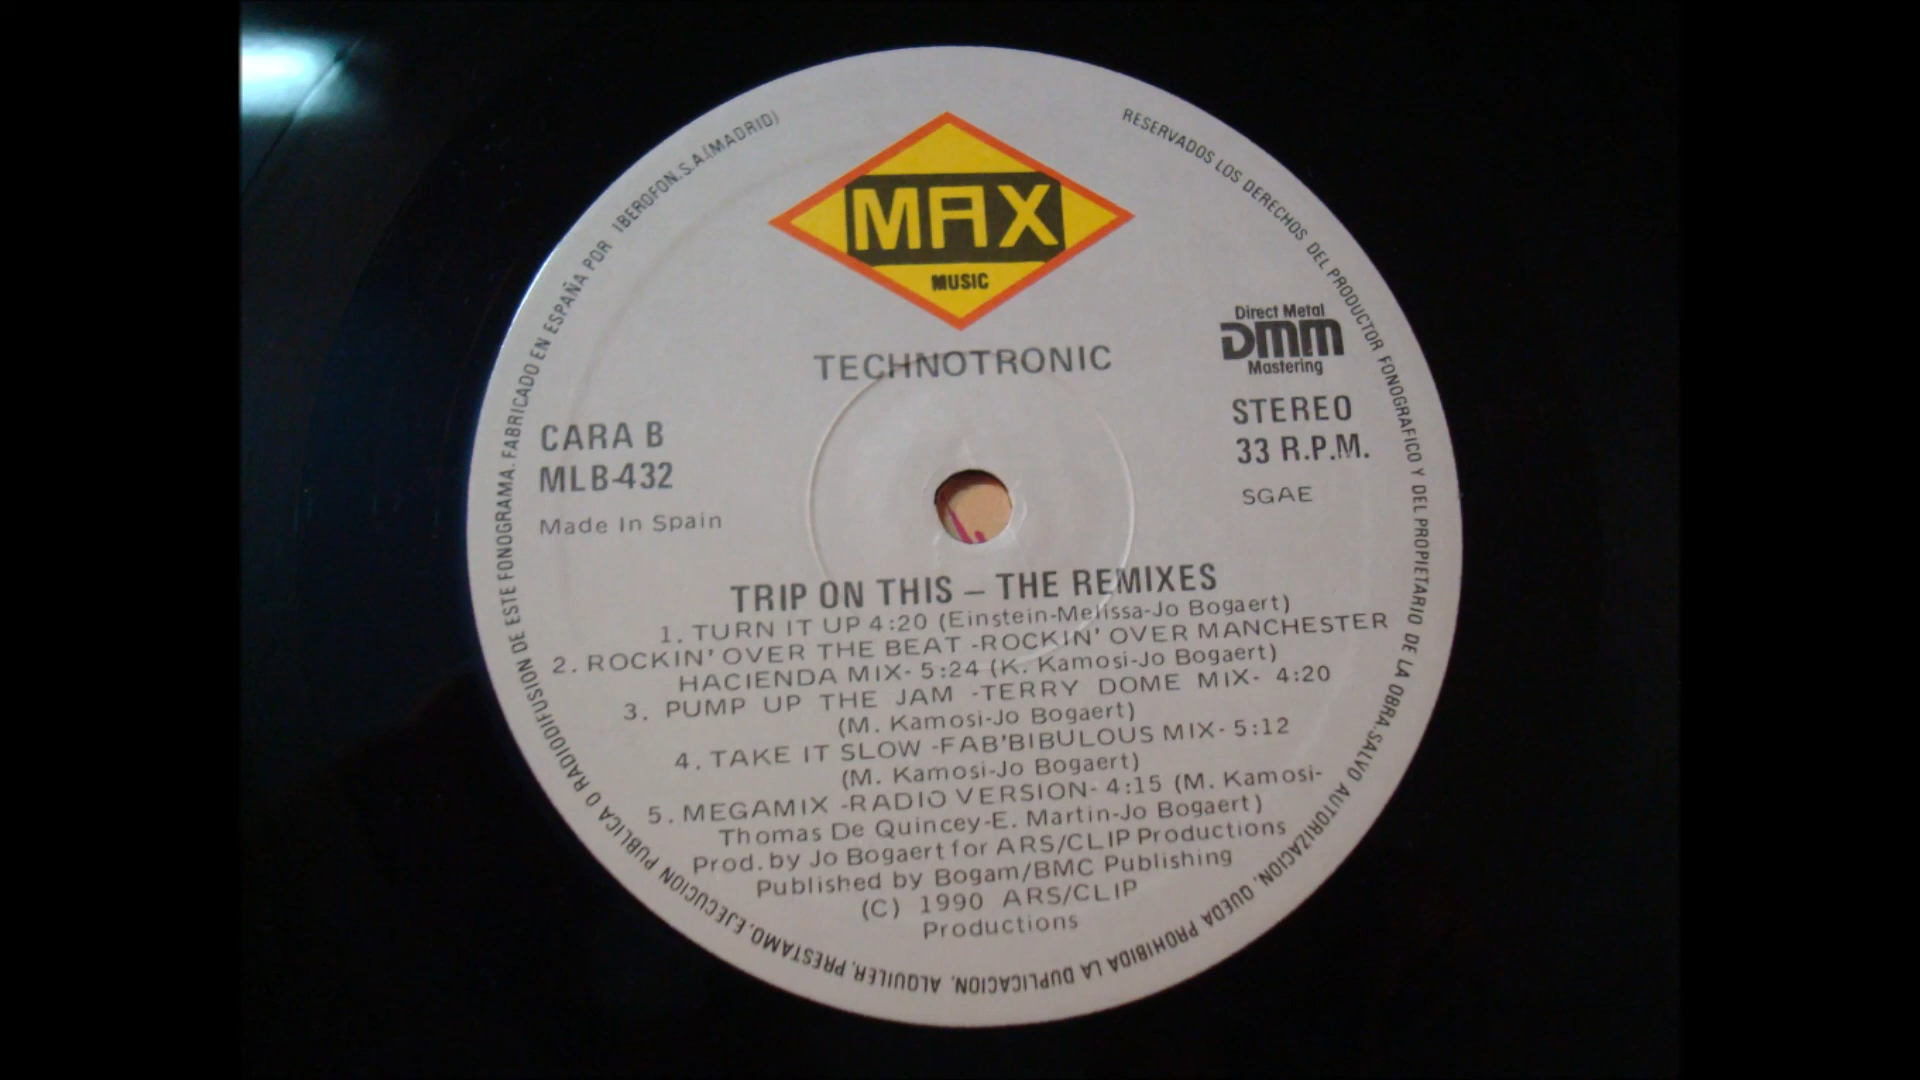 MAX
MUSIC
TECHNOTRONIC
Direct Metal
DMM
Mastering
CARA B
MLB-432
Made In Spain
STEREO
33 R.P.M.
SGAE
TRIP ON THIS – THE REMIXES
1. TURN IT UP 4:20 (Einstein-Melissa-Jo Bogaert)
2. ROCKIN' OVER THE BEAT -ROCKIN' OVER MANCHESTER
HACIENDA MIX- 5:24 (K. Kamosi-Jo Bogaert)
3. PUMP UP THE JAM -TERRY DOME MIX- 4:20
(M. Kamosi-Jo Bogaert)
4. TAKE IT SLOW -FAB'BIBULOUS MIX- 5:12
(M. Kamosi-Jo Bogaert)
5. MEGAMIX -RADIO VERSION- 4:15 (M. Kamosi-
Thomas De Quincey-E. Martin-Jo Bogaert)
Prod. by Jo Bogaert for ARS/CLIP Productions
Published by Bogam/BMC Publishing
(C) 1990 ARS/CLIP
Productions
RESERVADOS LOS DERECHOS DEL PRODUCTOR FONOGRAFICO Y DEL PROPIETARIO DE LA OBRA. SALVO AUTORIZACION, QUEDA PROHIBIDA LA DUPLICACION, ALQUILER, PRESTAMO, EJECUCION PUBLICA O RADIODIFUSION DE ESTE FONOGRAMA. FABRICADO EN ESPAÑA POR IBEROFON, S.A. (MADRID)